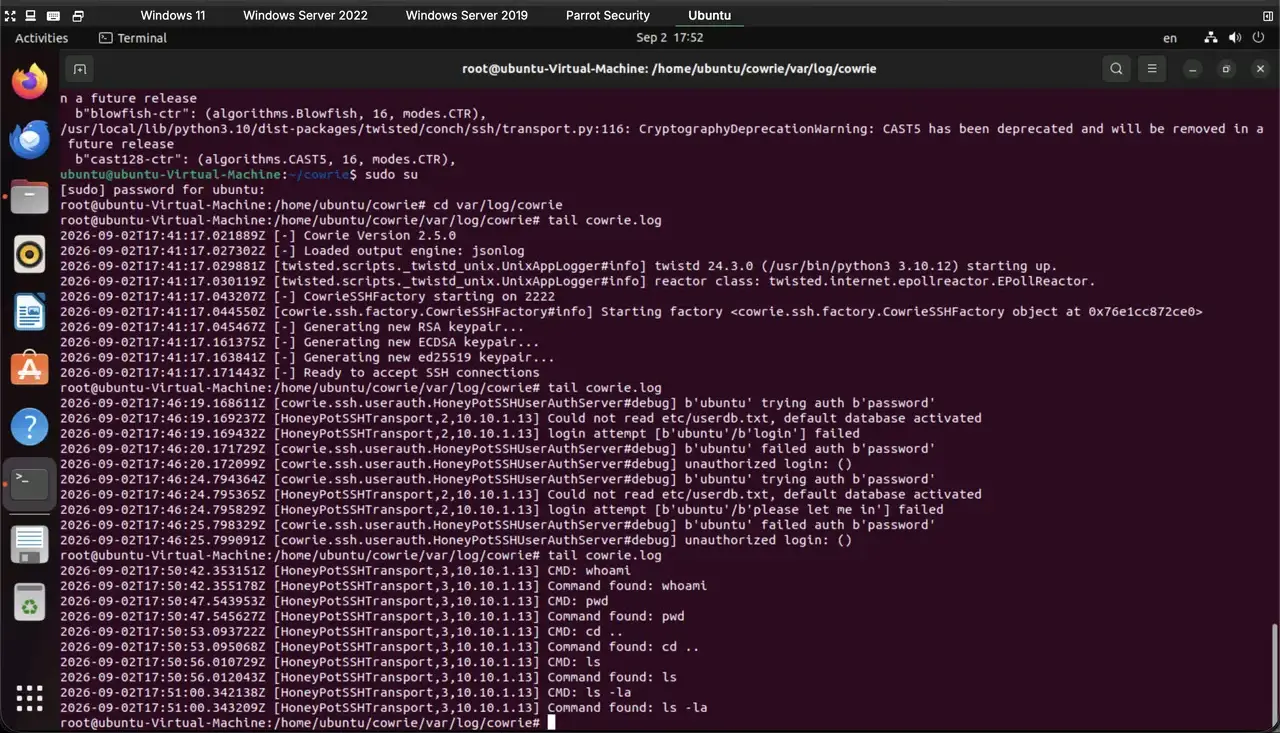 Windows 11
Windows Server 2022
Windows Server 2019
Parrot Security
Ubuntu
Activities
Terminal
Sep 2 17:52
en
root@ubuntu-Virtual-Machine: /home/ubuntu/cowrie/var/log/cowrie
n a future release
  b"blowfish-ctr": (algorithms.Blowfish, 16, modes.CTR),
/usr/local/lib/python3.10/dist-packages/twisted/conch/ssh/transport.py:116: CryptographyDeprecationWarning: CAST5 has been deprecated and will be removed in a
 future release
  b"cast128-ctr": (algorithms.CAST5, 16, modes.CTR),
ubuntu@ubuntu-Virtual-Machine:~/cowrie$ sudo su
[sudo] password for ubuntu:
root@ubuntu-Virtual-Machine:/home/ubuntu/cowrie# cd var/log/cowrie
root@ubuntu-Virtual-Machine:/home/ubuntu/cowrie/var/log/cowrie# tail cowrie.log
2026-09-02T17:41:17.021889Z [-] Cowrie Version 2.5.0
2026-09-02T17:41:17.027302Z [-] Loaded output engine: jsonlog
2026-09-02T17:41:17.029881Z [twisted.scripts._twistd_unix.UnixAppLogger#info] twistd 24.3.0 (/usr/bin/python3 3.10.12) starting up.
2026-09-02T17:41:17.030119Z [twisted.scripts._twistd_unix.UnixAppLogger#info] reactor class: twisted.internet.epollreactor.EPollReactor.
2026-09-02T17:41:17.043207Z [-] CowrieSSHFactory starting on 2222
2026-09-02T17:41:17.044550Z [cowrie.ssh.factory.CowrieSSHFactory#info] Starting factory <cowrie.ssh.factory.CowrieSSHFactory object at 0x76e1cc872ce0>
2026-09-02T17:41:17.045467Z [-] Generating new RSA keypair...
2026-09-02T17:41:17.161375Z [-] Generating new ECDSA keypair...
2026-09-02T17:41:17.163841Z [-] Generating new ed25519 keypair...
2026-09-02T17:41:17.171443Z [-] Ready to accept SSH connections
root@ubuntu-Virtual-Machine:/home/ubuntu/cowrie/var/log/cowrie# tail cowrie.log
2026-09-02T17:46:19.168611Z [cowrie.ssh.userauth.HoneyPotSSHUserAuthServer#debug] b'ubuntu' trying auth b'password'
2026-09-02T17:46:19.169237Z [HoneyPotSSHTransport,2,10.10.1.13] Could not read etc/userdb.txt, default database activated
2026-09-02T17:46:19.169432Z [HoneyPotSSHTransport,2,10.10.1.13] login attempt [b'ubuntu'/b'login'] failed
2026-09-02T17:46:20.171729Z [cowrie.ssh.userauth.HoneyPotSSHUserAuthServer#debug] b'ubuntu' failed auth b'password'
2026-09-02T17:46:20.172099Z [cowrie.ssh.userauth.HoneyPotSSHUserAuthServer#debug] unauthorized login: ()
2026-09-02T17:46:24.794364Z [cowrie.ssh.userauth.HoneyPotSSHUserAuthServer#debug] b'ubuntu' trying auth b'password'
2026-09-02T17:46:24.795365Z [HoneyPotSSHTransport,2,10.10.1.13] Could not read etc/userdb.txt, default database activated
2026-09-02T17:46:24.795829Z [HoneyPotSSHTransport,2,10.10.1.13] login attempt [b'ubuntu'/b'please let me in'] failed
2026-09-02T17:46:25.798329Z [cowrie.ssh.userauth.HoneyPotSSHUserAuthServer#debug] b'ubuntu' failed auth b'password'
2026-09-02T17:46:25.799091Z [cowrie.ssh.userauth.HoneyPotSSHUserAuthServer#debug] unauthorized login: ()
root@ubuntu-Virtual-Machine:/home/ubuntu/cowrie/var/log/cowrie# tail cowrie.log
2026-09-02T17:50:42.353151Z [HoneyPotSSHTransport,3,10.10.1.13] CMD: whoami
2026-09-02T17:50:42.355178Z [HoneyPotSSHTransport,3,10.10.1.13] Command found: whoami
2026-09-02T17:50:47.543953Z [HoneyPotSSHTransport,3,10.10.1.13] CMD: pwd
2026-09-02T17:50:47.545627Z [HoneyPotSSHTransport,3,10.10.1.13] Command found: pwd
2026-09-02T17:50:53.093722Z [HoneyPotSSHTransport,3,10.10.1.13] CMD: cd ..
2026-09-02T17:50:53.095068Z [HoneyPotSSHTransport,3,10.10.1.13] Command found: cd ..
2026-09-02T17:50:56.010729Z [HoneyPotSSHTransport,3,10.10.1.13] CMD: ls
2026-09-02T17:50:56.012043Z [HoneyPotSSHTransport,3,10.10.1.13] Command found: ls
2026-09-02T17:51:00.342138Z [HoneyPotSSHTransport,3,10.10.1.13] CMD: ls -la
2026-09-02T17:51:00.343209Z [HoneyPotSSHTransport,3,10.10.1.13] Command found: ls -la
root@ubuntu-Virtual-Machine:/home/ubuntu/cowrie/var/log/cowrie#